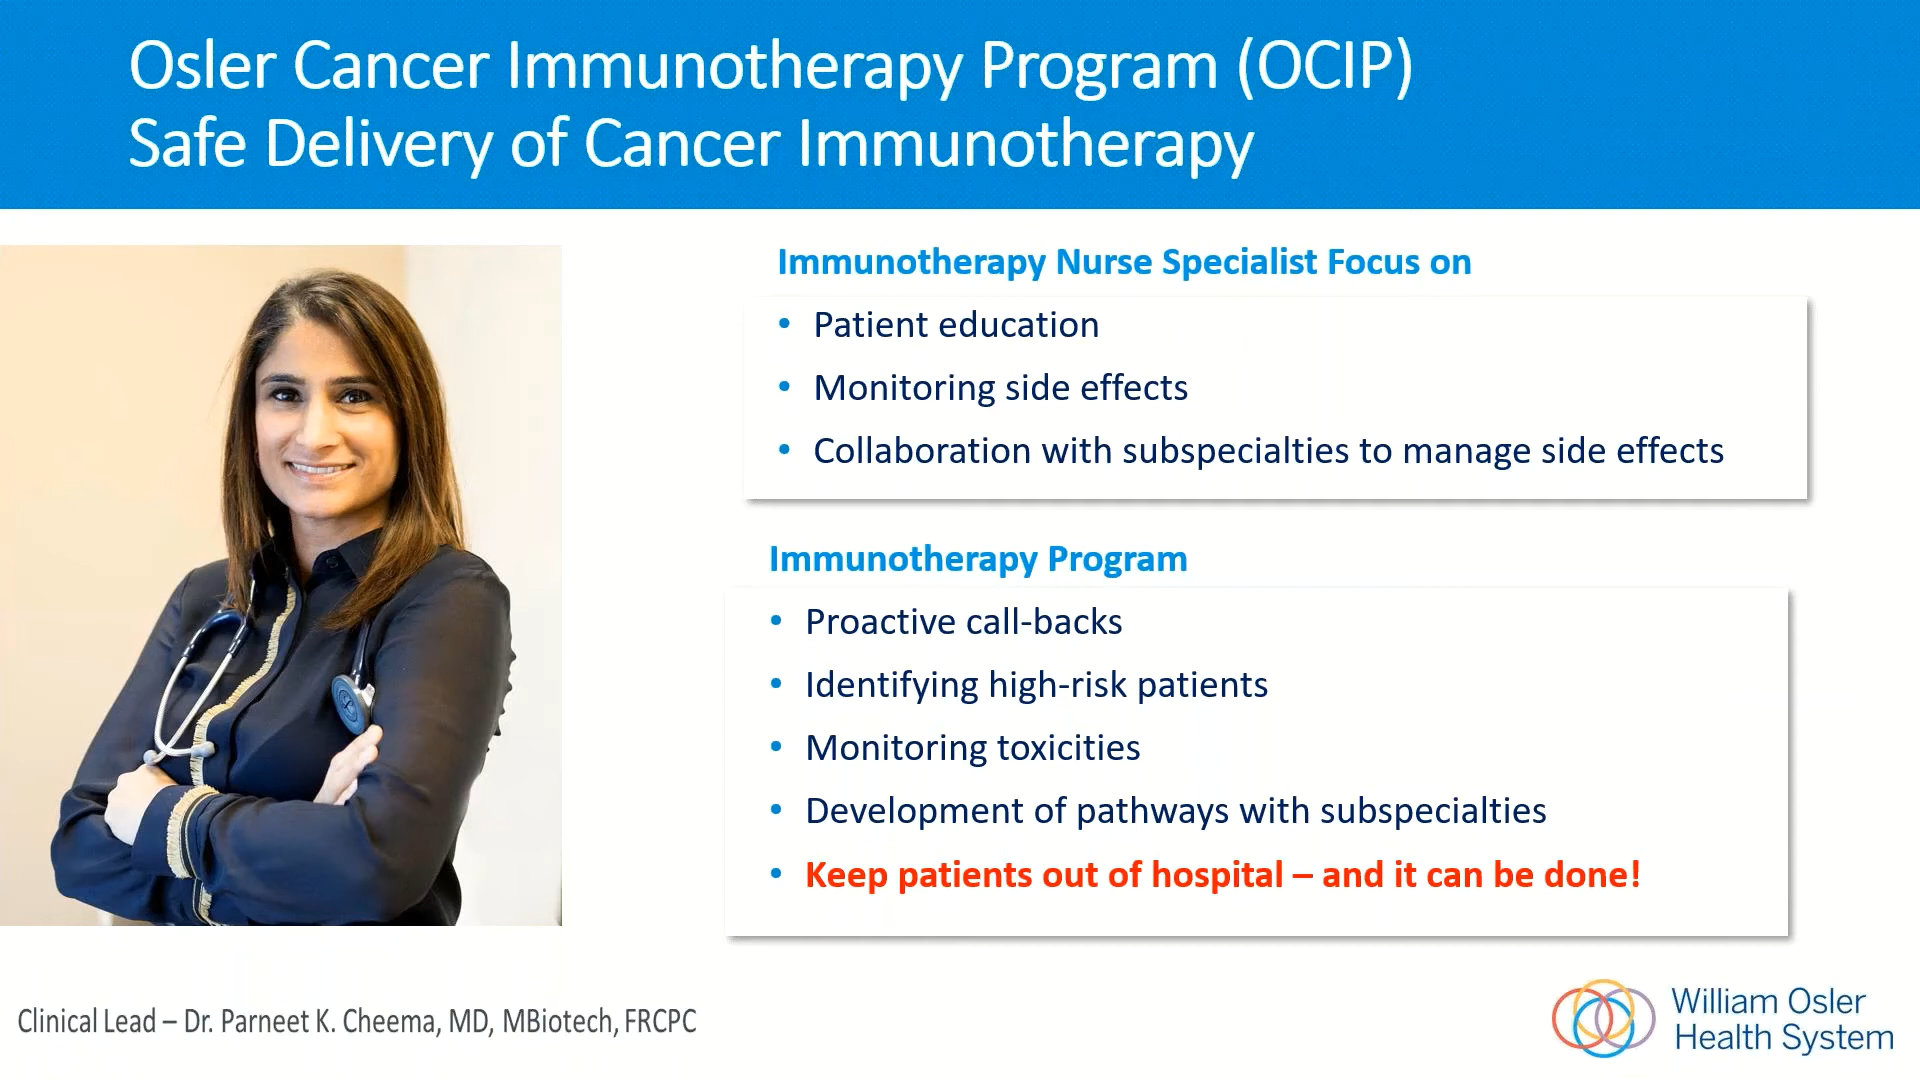 Osler Cancer Immunotherapy Program (OCIP)
Safe Delivery of Cancer Immunotherapy
Immunotherapy Nurse Specialist Focus on
• Patient education
• Monitoring side effects
• Collaboration with subspecialties to manage side effects
Immunotherapy Program
• Proactive call-backs
• Identifying high-risk patients
• Monitoring toxicities
• Development of pathways with subspecialties
• Keep patients out of hospital – and it can be done!
Clinical Lead – Dr. Parneet K. Cheema, MD, MBiotech, FRCPC
William Osler
Health System